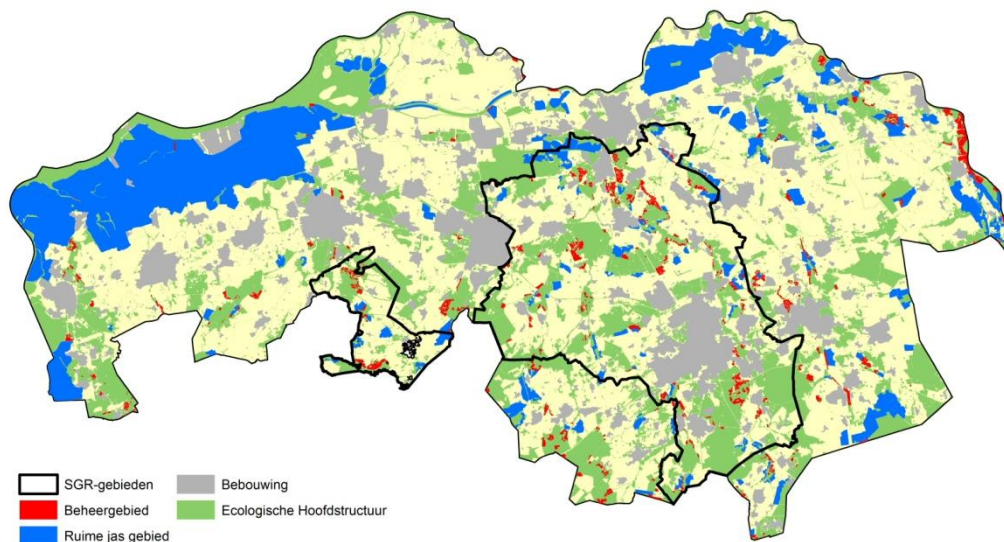 SGR-gebieden
Beheergebied
Ruime jas gebied
Bebouwing
Ecologische Hoofdstructuur